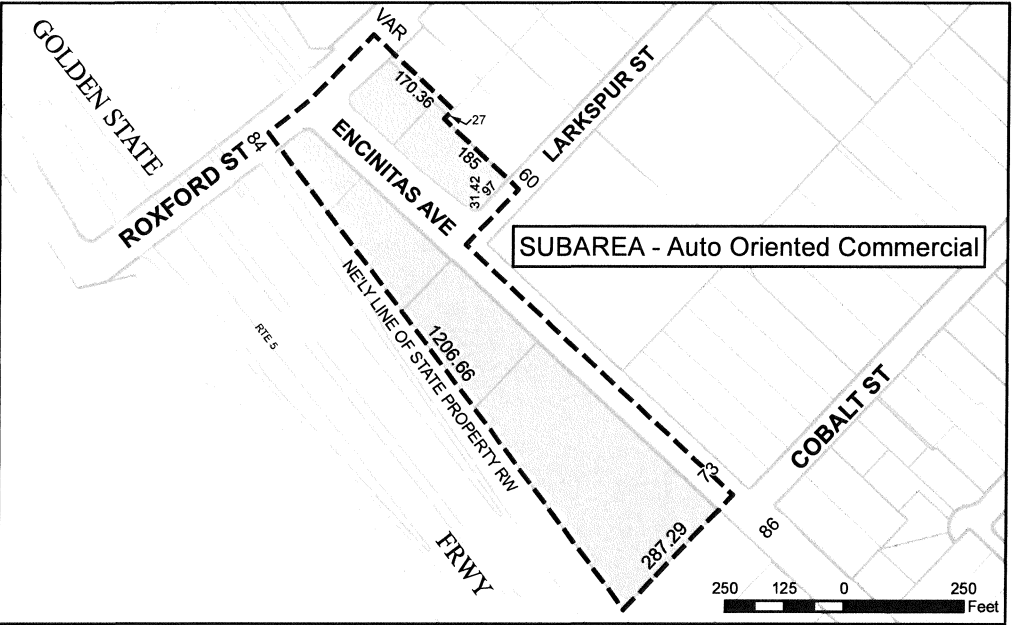 GOLDEN STATE
VAR
170.36
27
LARKSPUR ST
84
ROXFORD ST
ENCINITAS AVE
185
60
31.42
97
SUBAREA - Auto Oriented Commercial
NE'LY LINE OF STATE PROPERTY RW
1206.66
RTE 5
COBALT ST
73
86
287.29
FRWY
250 125 0 250
Feet